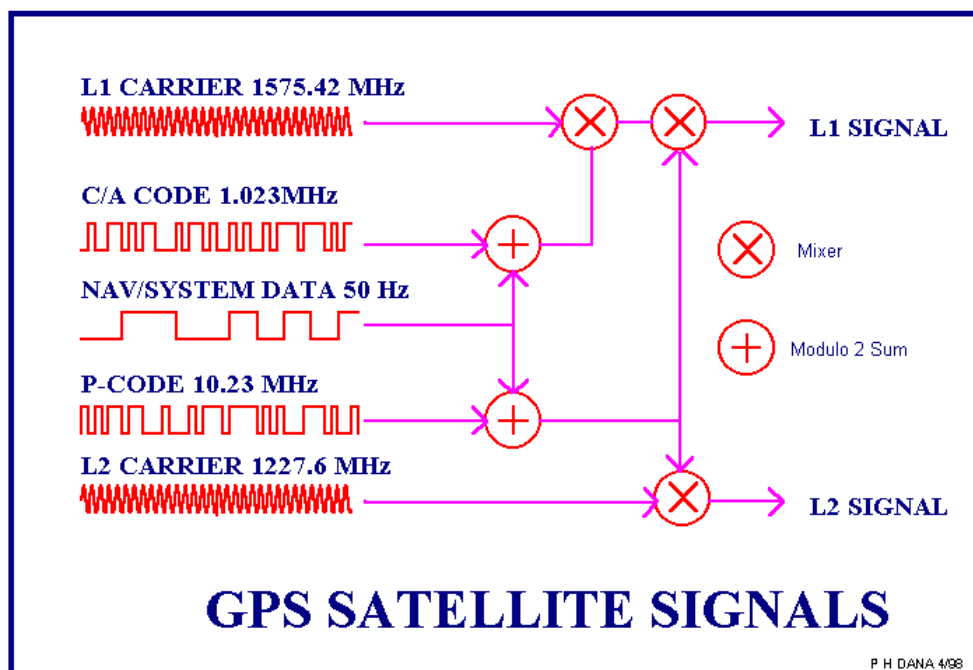 L1 CARRIER 1575.42 MHz
L1 SIGNAL
C/A CODE 1.023MHz
Mixer
NAV/SYSTEM DATA 50 Hz
Modulo 2 Sum
P-CODE 10.23 MHz
L2 CARRIER 1227.6 MHz
L2 SIGNAL
GPS SATELLITE SIGNALS
P H DANA 4/98